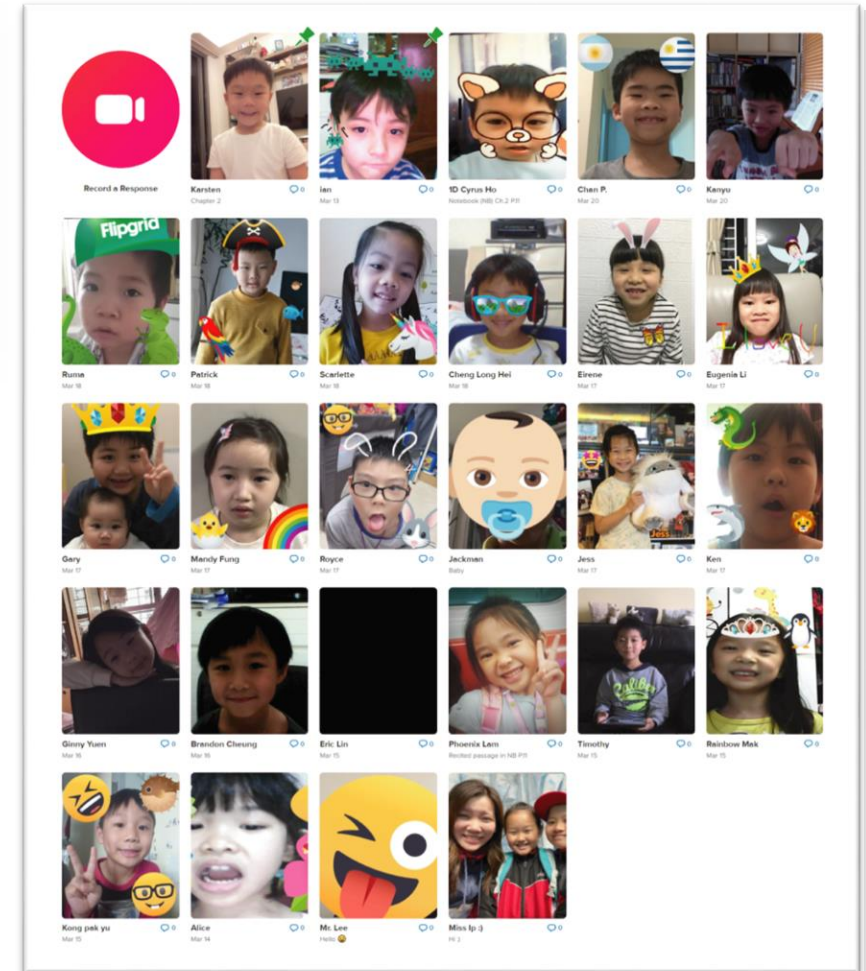 Record a Response
Karsten 0
Chapter 2
ian 0
Mar 13
1D Cyrus Ho 0
Notebook (NB) Ch.2 P11
Chan P. 0
Mar 20
Kanyu 0
Mar 20
Flipgrid
Ruma 0
Mar 18
Patrick 0
Mar 18
Scarlette 0
Mar 18
Cheng Long Hei 0
Mar 18
Eirene 0
Mar 17
I love U
Eugenia Li 0
Mar 17
Gary 0
Mar 17
Mandy Fung 0
Mar 17
Royce 0
Mar 17
Jackman 0
Baby
Jess
Jess 0
Mar 17
Ken 0
Mar 17
Ginny Yuen 0
Mar 16
Brandon Cheung 0
Mar 16
Eric Lin 0
Mar 15
Phoenix Lam 0
Recited passage in NB P11
Caliber
Timothy 0
Mar 15
Rainbow Mak 0
Mar 15
Kong pak yu 0
Mar 15
Alice 0
Mar 14
Mr. Lee 0
Hello 😜
Miss Ip :) 0
Hi :)